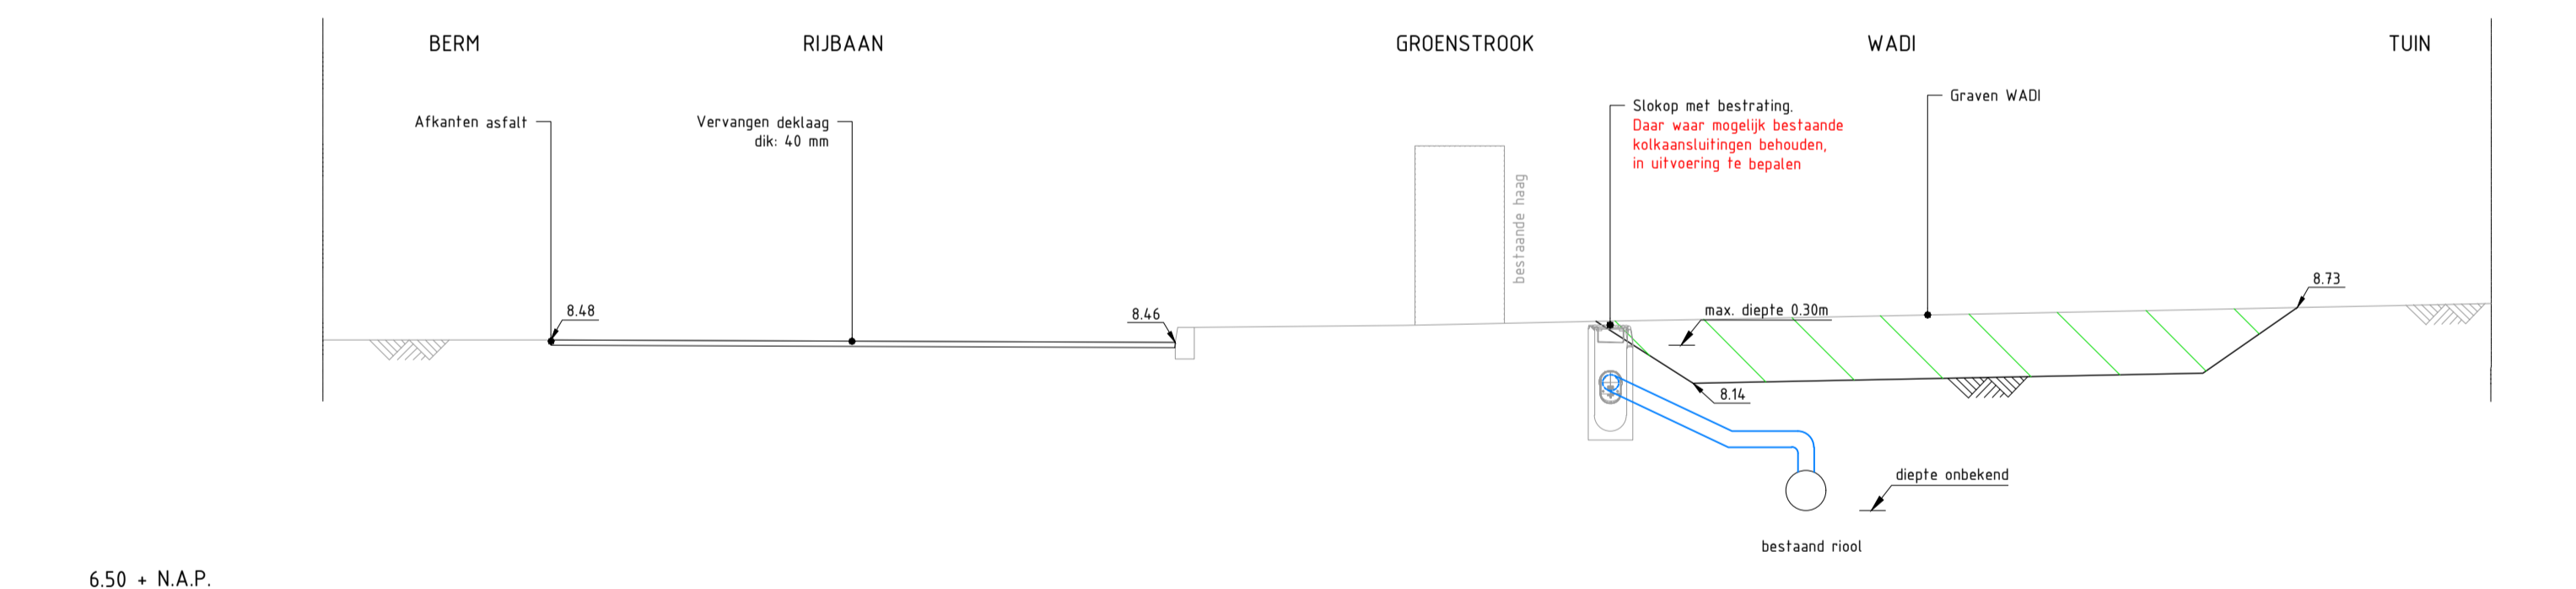 BERM
RIJBAAN
GROENSTROOK
WADI
TUIN
Afkanten asfalt
Vervangen deklaag
dik: 40 mm
Slokop met bestrating.
Daar waar mogelijk bestaande
kolkaansluitingen behouden,
in uitvoering te bepalen
Graven WADI
bestaande haag
8.48
8.46
max. diepte 0.30m
8.73
8.14
diepte onbekend
bestaand riool
6.50 + N.A.P.